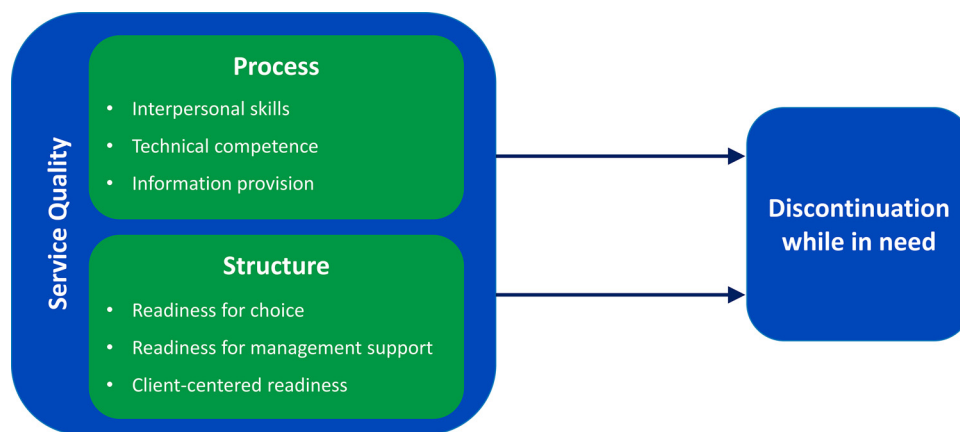 Service Quality
Process
• Interpersonal skills
• Technical competence
• Information provision
Structure
• Readiness for choice
• Readiness for management support
• Client-centered readiness
Discontinuation
while in need